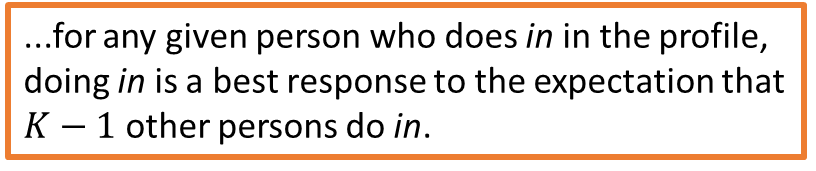 ...for any given person who does in in the profile,
doing in is a best response to the expectation that
K − 1 other persons do in.